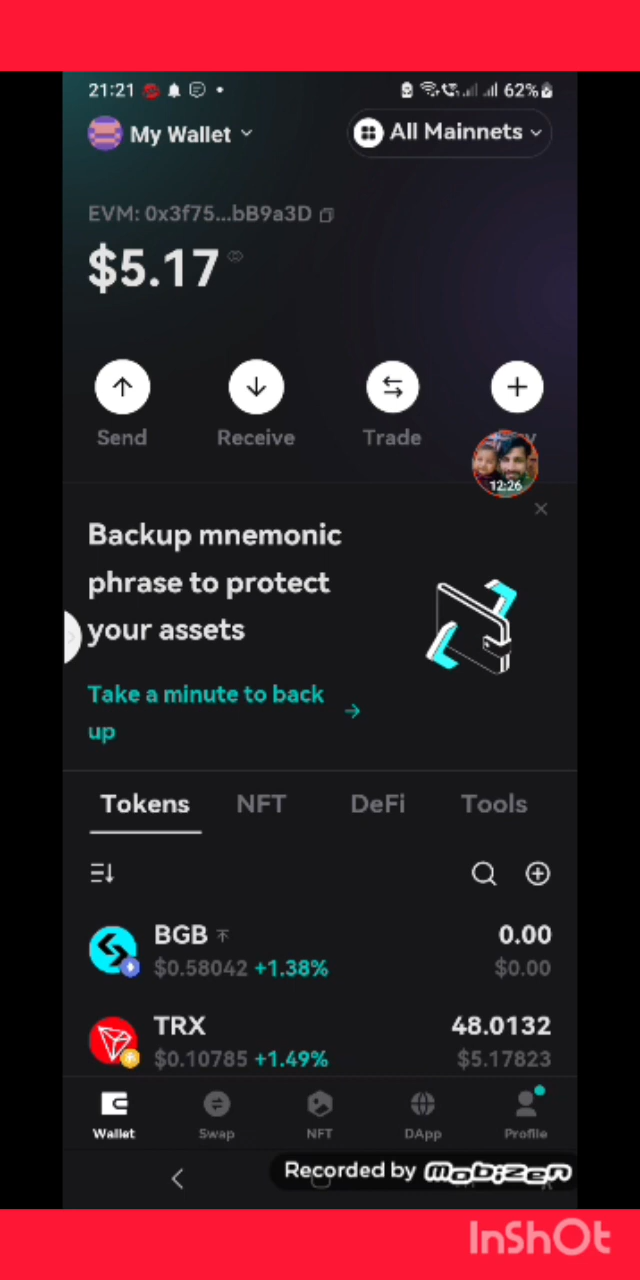 21:21 62%
My Wallet All Mainnets
EVM: 0x3f75...bB9a3D
$5.17
Send Receive Trade
12:26
Backup mnemonic
phrase to protect
your assets
Take a minute to back
up
Tokens NFT DeFi Tools
BGB 0.00
$0.58042 +1.38% $0.00
TRX 48.0132
$0.10785 +1.49% $5.17823
Wallet Swap NFT DApp Profile
Recorded by mobizen
InShOt